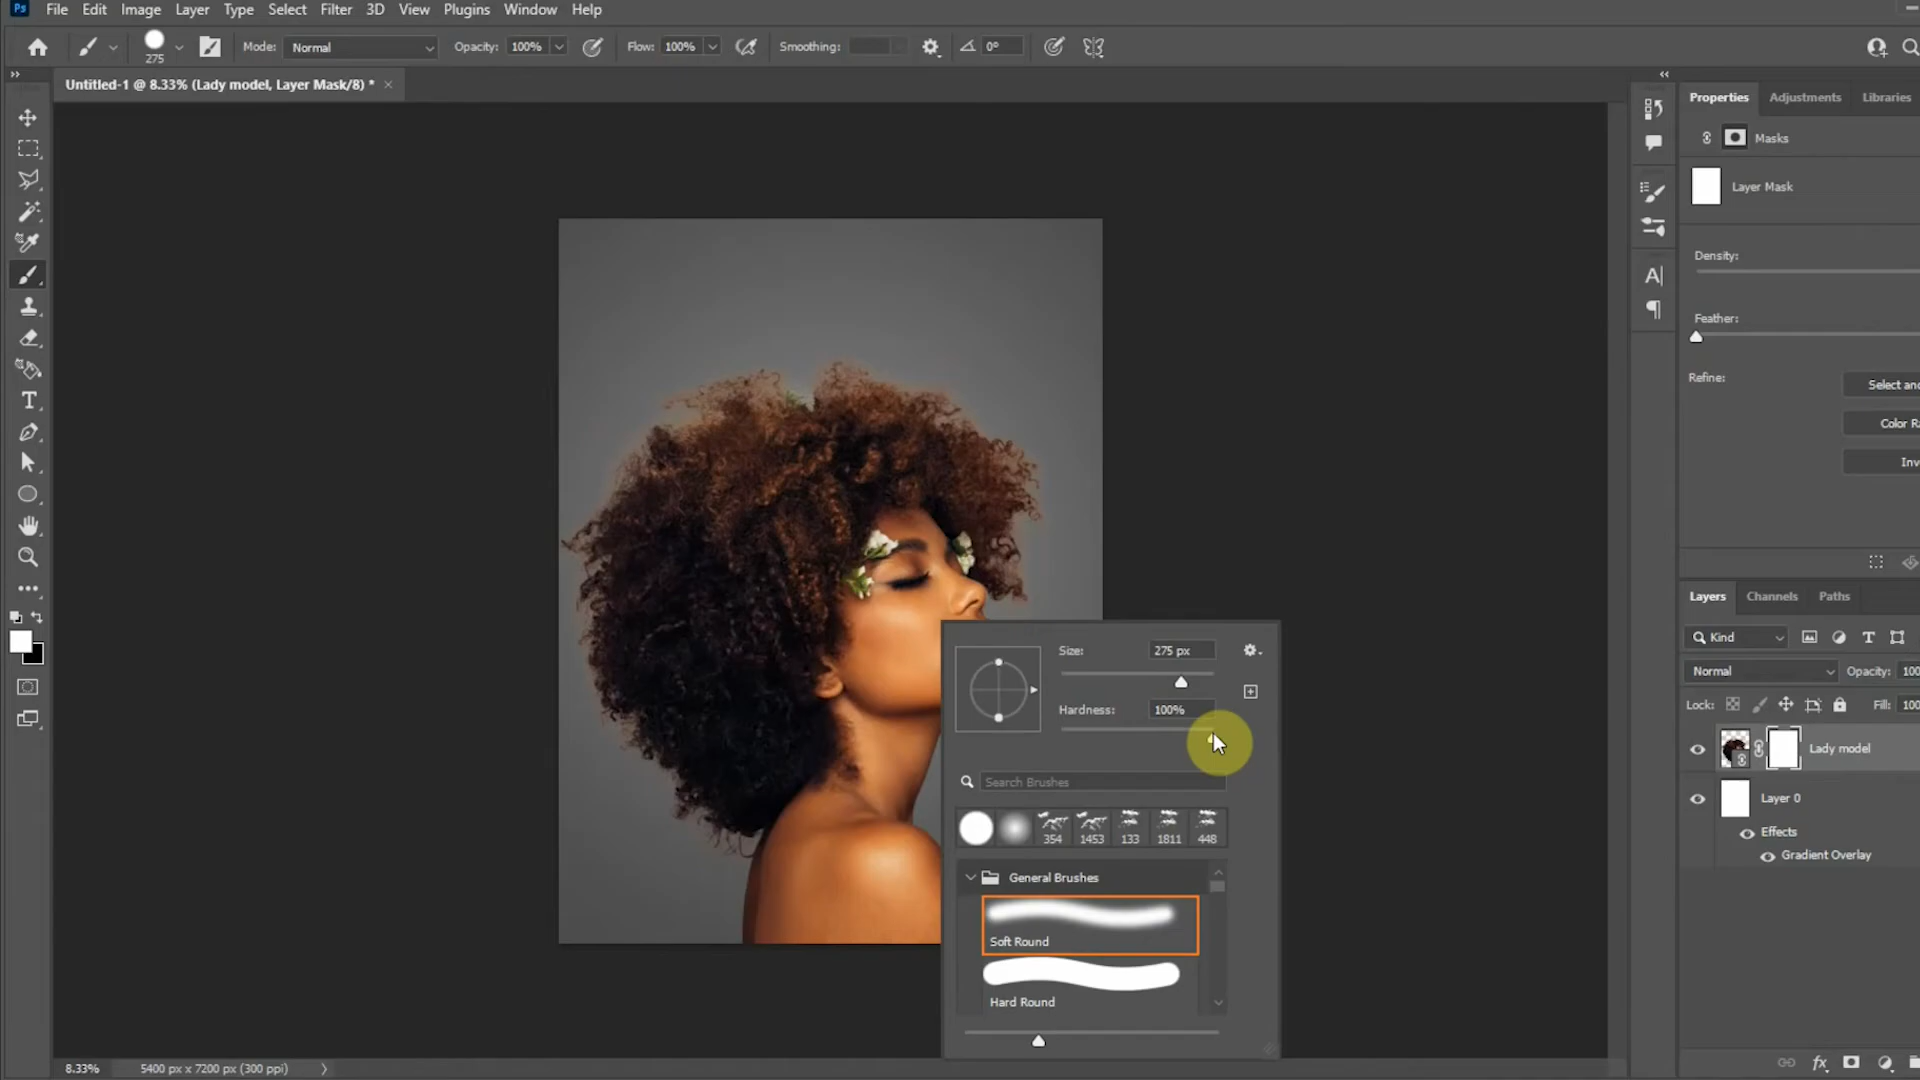 Ps File Edit Image Layer Type Select Filter 3D View Plugins Window Help
275 Mode: Normal Opacity: 100% Flow: 100% Smoothing: 0°
Untitled-1 @ 8.33% (Lady model, Layer Mask/8) * ×
Properties Adjustments Libraries
Masks
Layer Mask
Density:
Feather:
Refine: Select and
Color Ra
Inve
Layers Channels Paths
Kind
Normal Opacity: 100
Lock: Fill: 100
Lady model
Layer 0
Effects
Gradient Overlay
Size: 275 px
Hardness: 100%
Search Brushes
354 1453 133 1811 448
General Brushes
Soft Round
Hard Round
8.33% 5400 px x 7200 px (300 ppi)